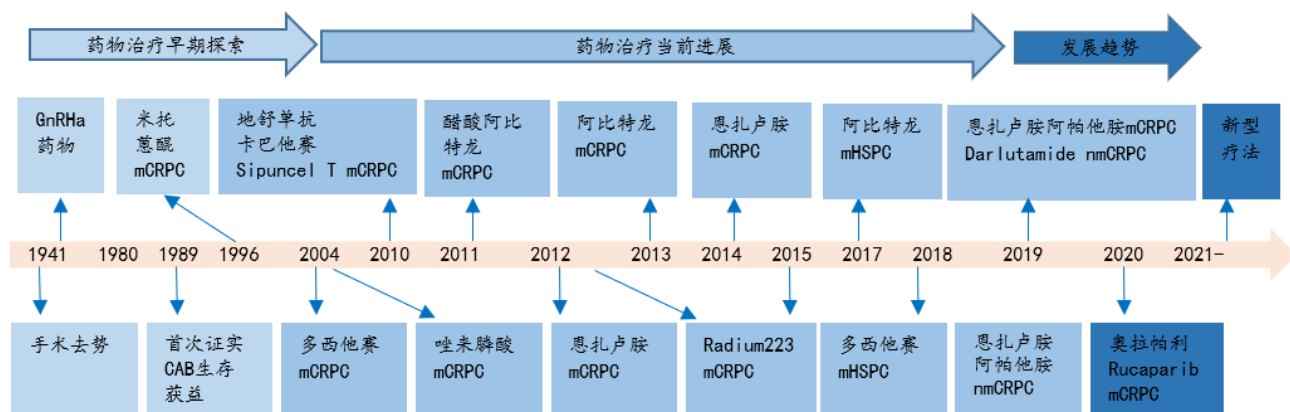 药物治疗早期探索
药物治疗当前进展
发展趋势
GnRHa
药物
米托
蒽醌
mCRPC
地舒单抗
卡巴他赛
Sipuncel T mCRPC
醋酸阿比
特龙
mCRPC
阿比特龙
mCRPC
恩扎卢胺
mCRPC
阿比特龙
mHSPC
恩扎卢胺阿帕他胺mCRPC
Darlutamide nmCRPC
新型
疗法
1941 1980 1989 1996 2004 2010 2011 2012 2013 2014 2015 2017 2018 2019 2020 2021-
手术去势
首次证实
CAB生存
获益
多西他赛
mCRPC
唑来膦酸
mCRPC
恩扎卢胺
mCRPC
Radium223
mCRPC
多西他赛
mHSPC
恩扎卢胺
阿帕他胺
nmCRPC
奥拉帕利
Rucaparib
mCRPC